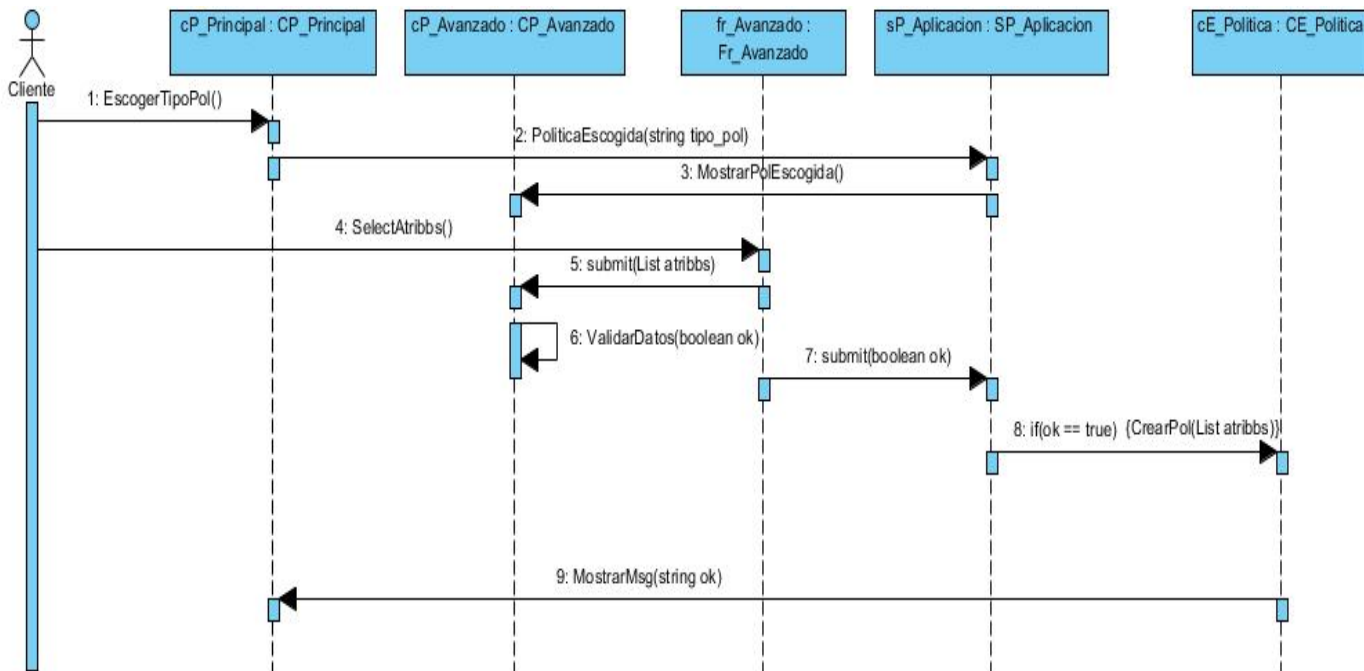 cP_Principal : CP_Principal
cP_Avanzado : CP_Avanzado
fr_Avanzado :
Fr_Avanzado
sP_Aplicacion : SP_Aplicacion
cE_Politica : CE_Politica
Cliente
1: EscogerTipoPol()
2: PoliticaEscogida(string tipo_pol)
3: MostrarPolEscogida()
4: SelectAtribbs()
5: submit(List atribbs)
6: ValidarDatos(boolean ok)
7: submit(boolean ok)
8: if(ok == true) {CrearPol(List atribbs)}
9: MostrarMsg(string ok)